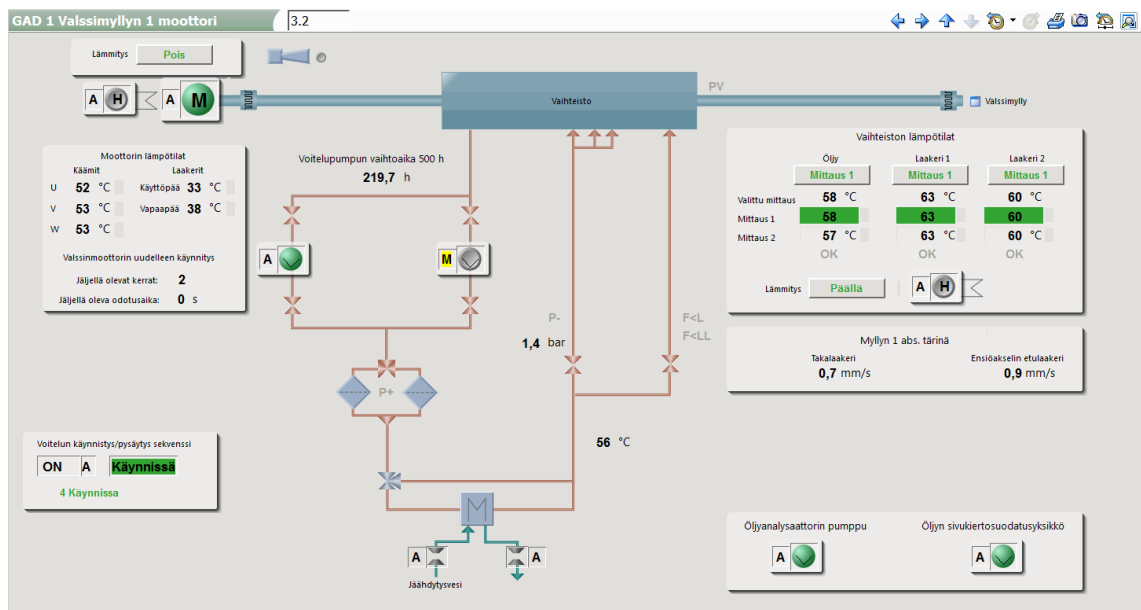 GAD 1 Valssimyllyn 1 moottori 3.2
Lämmitys Pois
A H A M
Vaihteisto
PV
Valssimylly
Moottorin lämpötilat
Käämit Laakerit
U 52 °C Käyttöpää 33 °C
V 53 °C Vapaapää 38 °C
W 53 °C
Valssinmoottorin uudelleen käynnitys
Jäljellä olevat kerrat: 2
Jäljellä oleva odotusaika: 0 s
Voitelupumpun vaihtoaika 500 h
219,7 h
A M
P-
1,4 bar
F<L
F<LL
P+
56 °C
Vaihteiston lämpötilat
Öljy Laakeri 1 Laakeri 2
Mittaus 1 Mittaus 1 Mittaus 1
Valittu mittaus 58 °C 63 °C 60 °C
Mittaus 1 58 63 60
Mittaus 2 57 °C 63 °C 60 °C
OK OK OK
Lämmitys Päällä A H
Myllyn 1 abs. tärinä
Takalaakeri Ensiöakselin etulaakeri
0,7 mm/s 0,9 mm/s
Voitelun käynnistys/pysäytys sekvenssi
ON A Käynnissä
4 Käynnissa
M
A A
Jäähdytysvesi
Öljyanalysaattorin pumppu Öljyn sivukiertosuodatusyksikkö
A A